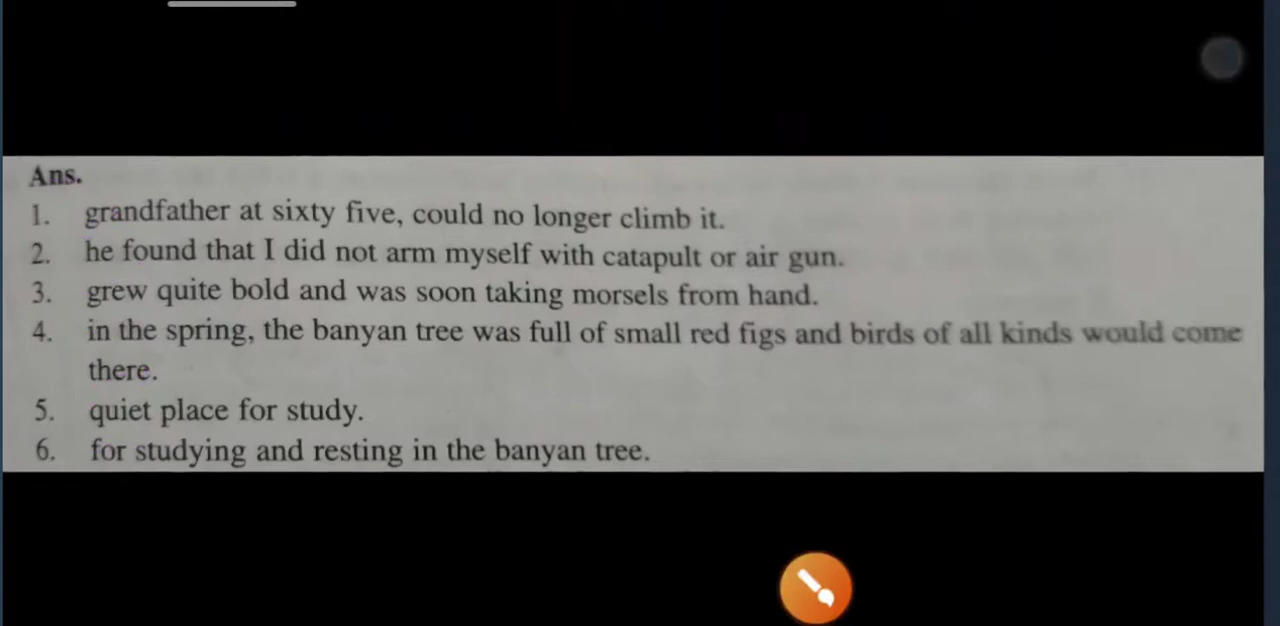 Ans.
1. grandfather at sixty five, could no longer climb it.
2. he found that I did not arm myself with catapult or air gun.
3. grew quite bold and was soon taking morsels from hand.
4. in the spring, the banyan tree was full of small red figs and birds of all kinds would come
there.
5. quiet place for study.
6. for studying and resting in the banyan tree.